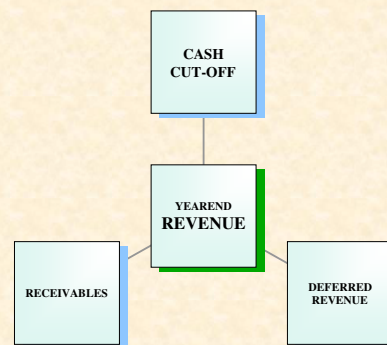 CASH
CUT-OFF
YEAREND
REVENUE
RECEIVABLES
DEFERRED
REVENUE